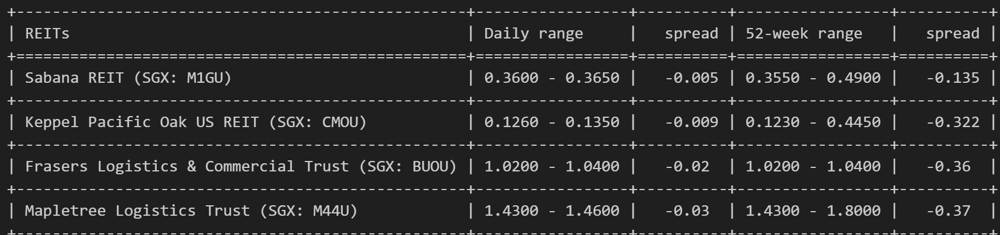 +--------------------------------------------------+-----------------+----------+-----------------+----------+
| REITs                                            | Daily range     |   spread | 52-week range   |   spread |
+==================================================+=================+==========+=================+==========+
| Sabana REIT (SGX: M1GU)                          | 0.3600 - 0.3650 |   -0.005 | 0.3550 - 0.4900 |   -0.135 |
+--------------------------------------------------+-----------------+----------+-----------------+----------+
| Keppel Pacific Oak US REIT (SGX: CMOU)           | 0.1260 - 0.1350 |   -0.009 | 0.1230 - 0.4450 |   -0.322 |
+--------------------------------------------------+-----------------+----------+-----------------+----------+
| Frasers Logistics & Commercial Trust (SGX: BUOU) | 1.0200 - 1.0400 |   -0.02  | 1.0200 - 1.0400 |   -0.36  |
+--------------------------------------------------+-----------------+----------+-----------------+----------+
| Mapletree Logistics Trust (SGX: M44U)            | 1.4300 - 1.4600 |   -0.03  | 1.4300 - 1.8000 |   -0.37  |
+--------------------------------------------------+-----------------+----------+-----------------+----------+